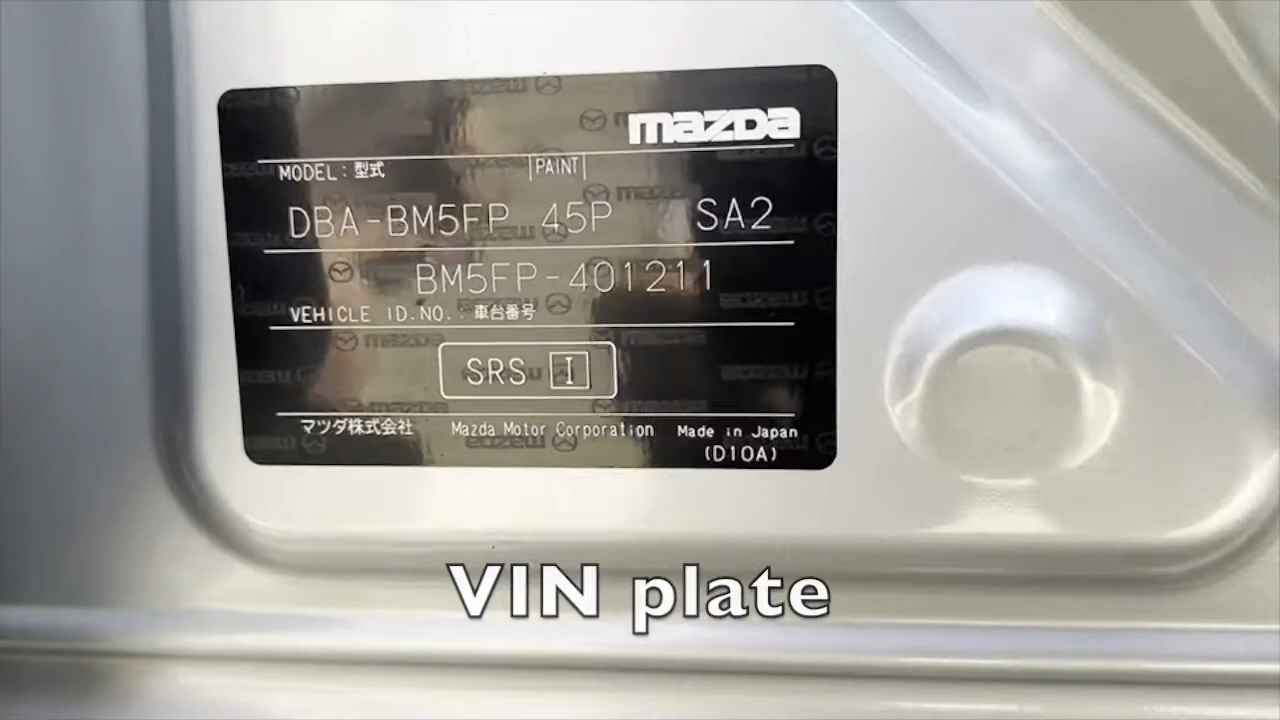 mazda
MODEL : 型式 PAINT
DBA-BM5FP 45P SA2
BM5FP-401211
VEHICLE ID.NO. : 車台番号
SRS I
マツダ株式会社 Mazda Motor Corporation Made in Japan
(D10A)
VIN plate